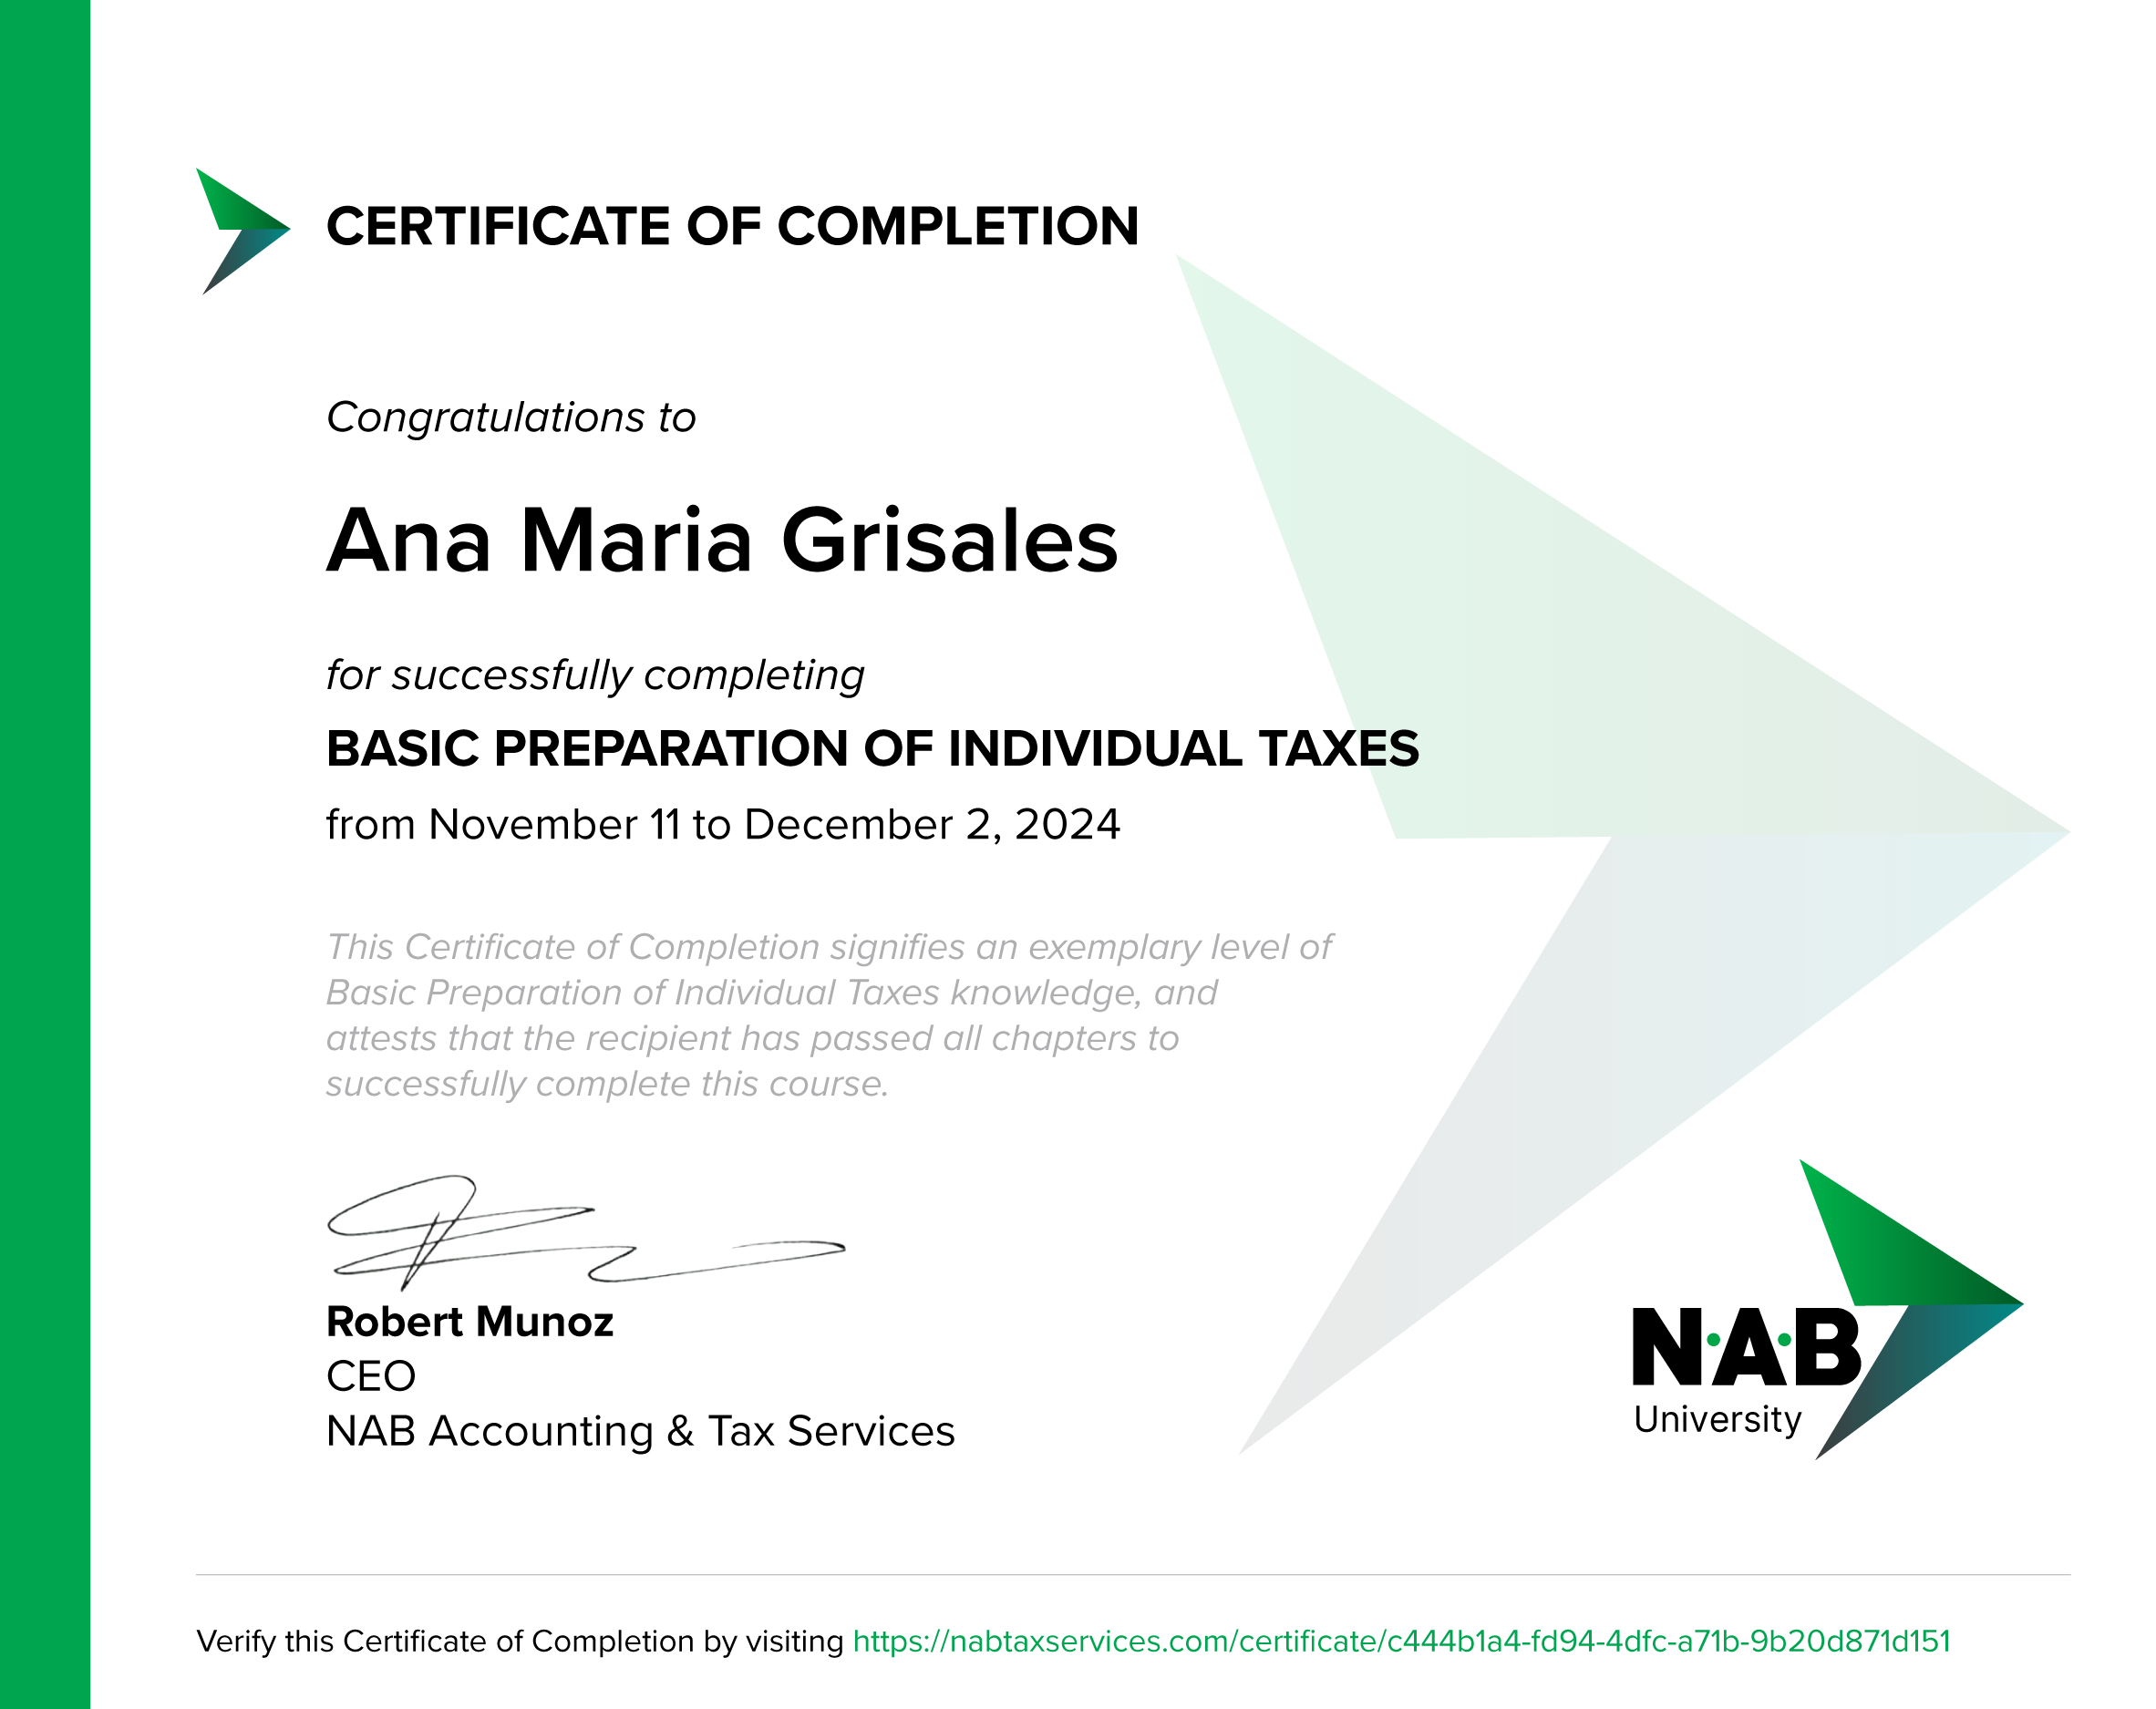 CERTIFICATE OF COMPLETION
Congratulations to
Ana Maria Grisales
for successfully completing
BASIC PREPARATION OF INDIVIDUAL TAXES
from November 11 to December 2, 2024
This Certificate of Completion signifies an exemplary level of
Basic Preparation of Individual Taxes knowledge, and
attests that the recipient has passed all chapters to
successfully complete this course.
Robert Munoz
CEO
NAB Accounting & Tax Services
N·A·B
University
Verify this Certificate of Completion by visiting https://nabtaxservices.com/certificate/c444b1a4-fd94-4dfc-a71b-9b20d871d151